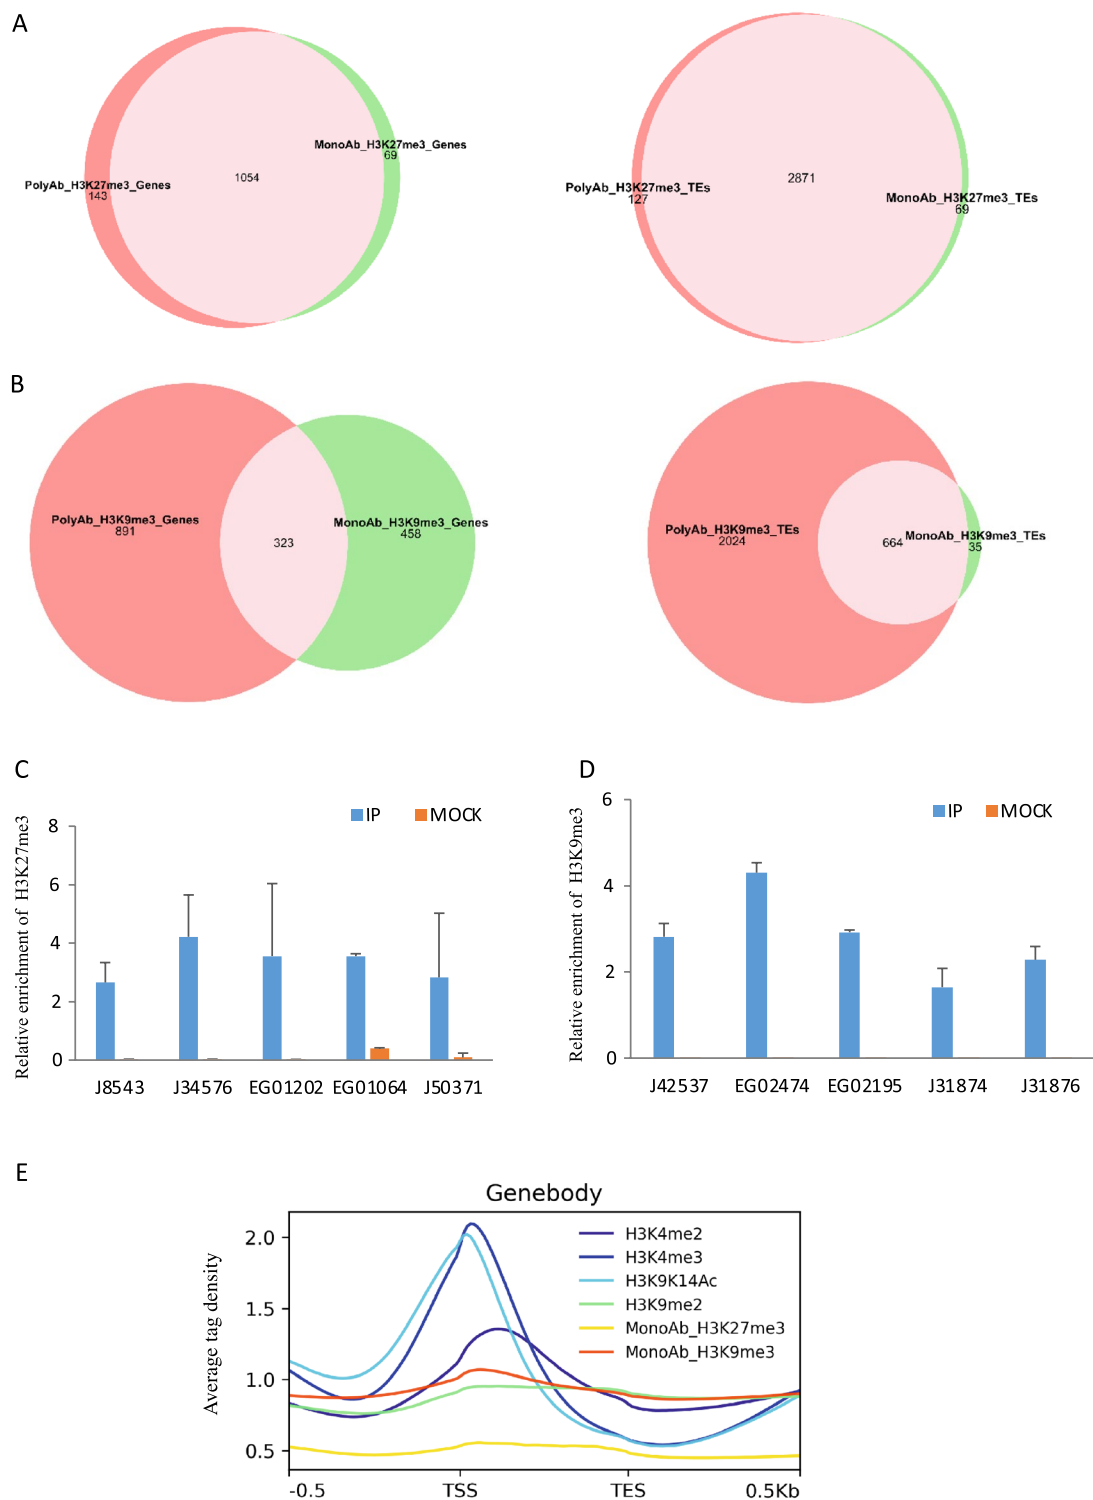 A
MonoAb_H3K27me3_Genes
69
1054
PolyAb_H3K27me3_Genes
143
2871
PolyAb_H3K27me3_TEs
127
MonoAb_H3K27me3_TEs
69
B
PolyAb_H3K9me3_Genes
891
323
MonoAb_H3K9me3_Genes
458
PolyAb_H3K9me3_TEs
2024
664
MonoAb_H3K9me3_TEs
35
C
Relative enrichment of H3K27me3
IP MOCK
8
6
4
2
0
J8543 J34576 EG01202 EG01064 J50371
D
Relative enrichment of H3K9me3
IP MOCK
6
4
2
0
J42537 EG02474 EG02195 J31874 J31876
E
Genebody
Average tag density
2.0
1.5
1.0
0.5
H3K4me2
H3K4me3
H3K9K14Ac
H3K9me2
MonoAb_H3K27me3
MonoAb_H3K9me3
-0.5 TSS TES 0.5Kb